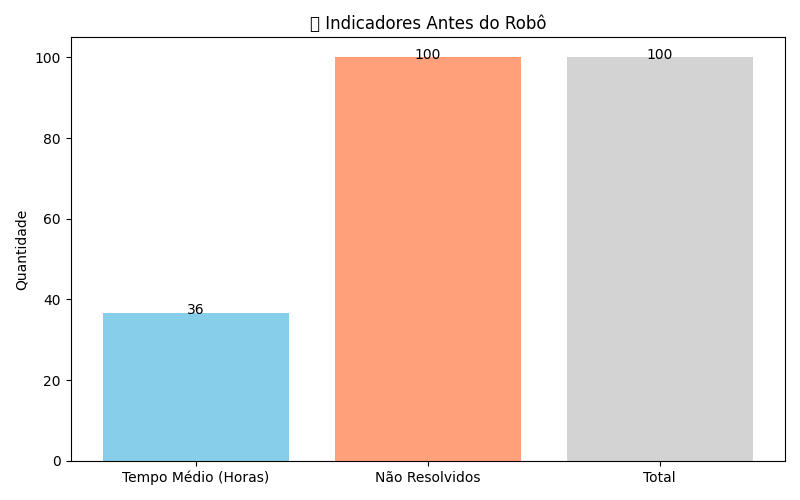 Indicadores Antes do Robô
Quantidade
100
80
60
40
20
0
36
100
100
Tempo Médio (Horas)
Não Resolvidos
Total